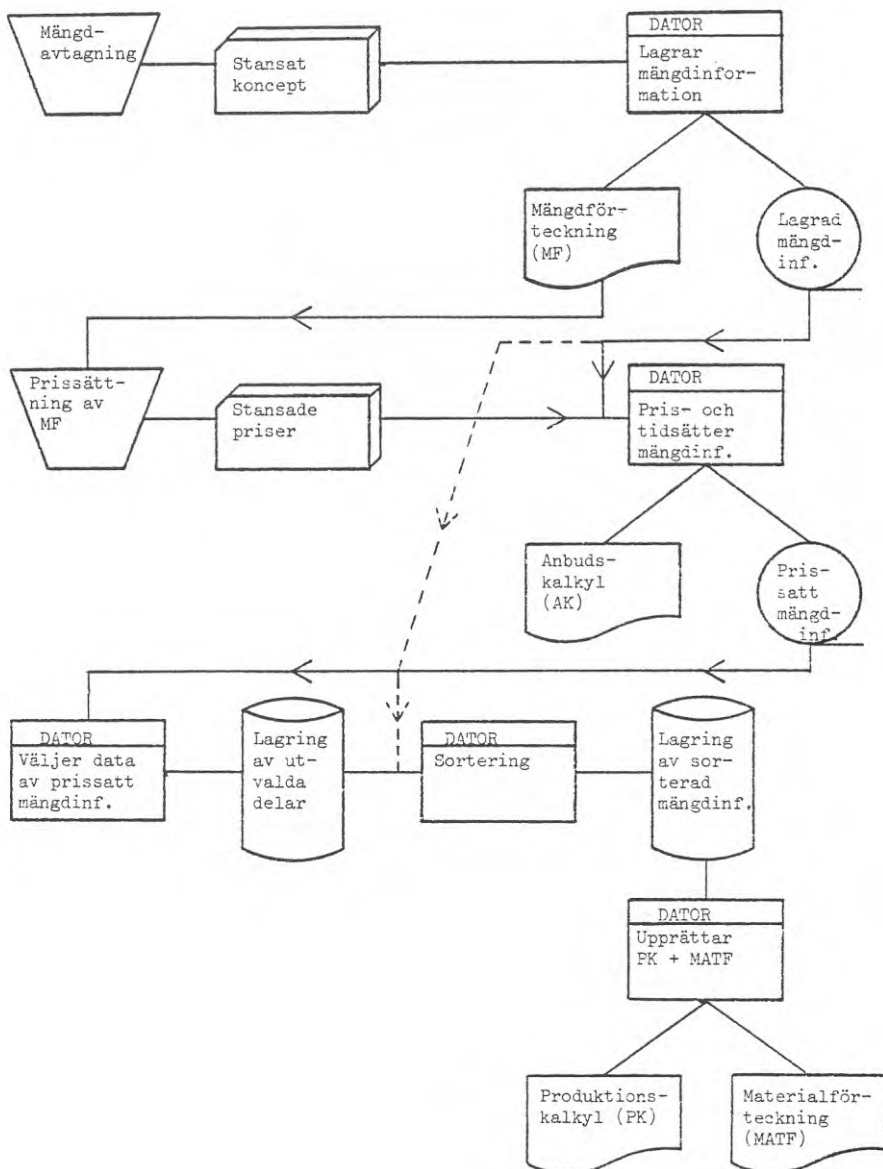 Mängd-
avtagning
Stansat
koncept
DATOR
Lagrar
mängdinfor-
mation
Mängdför-
teckning
(MF)
Lagrad
mängd-
inf.
Prissätt-
ning av
MF
Stansade
priser
DATOR
Pris- och
tidsätter
mängdinf.
Anbuds-
kalkyl
(AK)
Pris-
satt
mängd-
inf.
DATOR
Väljer data
av prissatt
mängdinf.
Lagring
av ut-
valda
delar
DATOR
Sortering
Lagring
av sor-
terad
mängdinf.
DATOR
Upprättar
PK + MATF
Produktions-
kalkyl (PK)
Materialför-
teckning
(MATF)